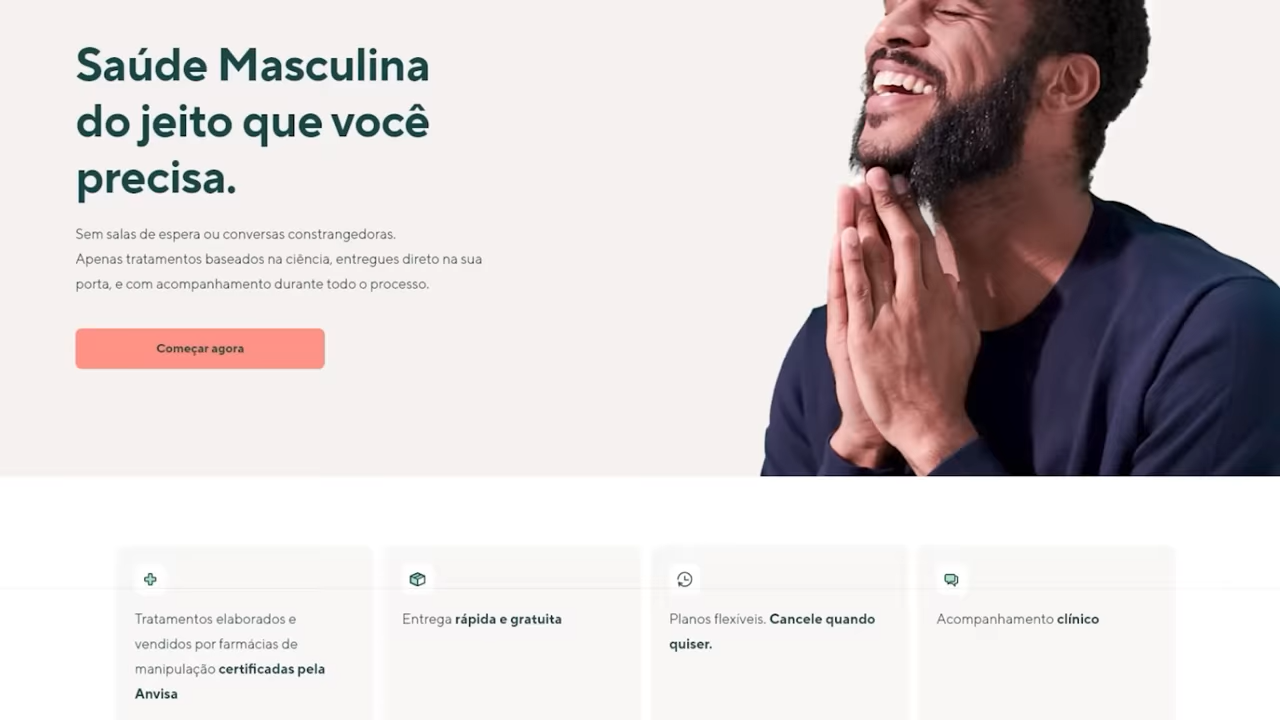 Saúde Masculina
do jeito que você
precisa.
Sem salas de espera ou conversas constrangedoras.
Apenas tratamentos baseados na ciência, entregues direto na sua
porta, e com acompanhamento durante todo o processo.
Começar agora
Tratamentos elaborados e
vendidos por farmácias de
manipulação certificadas pela
Anvisa
Entrega rápida e gratuita
Planos flexíveis. Cancele quando
quiser.
Acompanhamento clínico